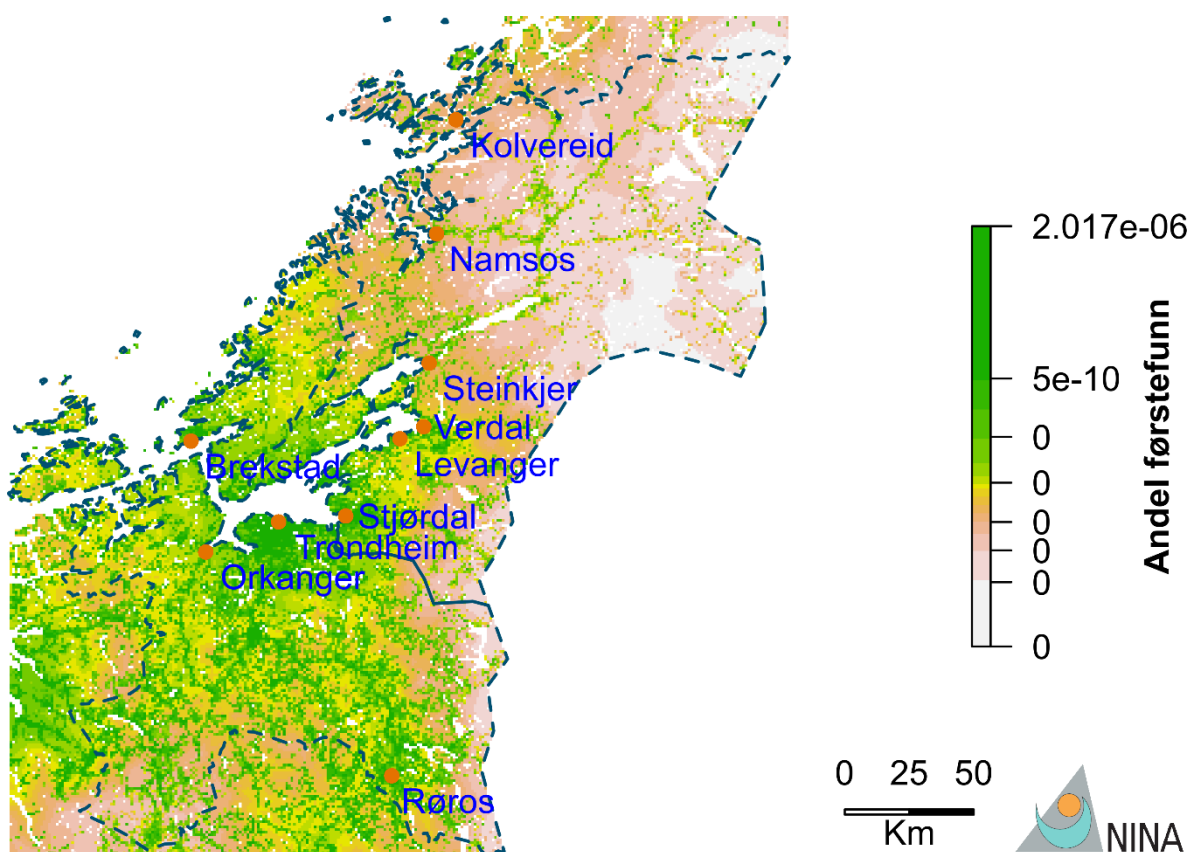 Kolvereid
Namsos
Steinkjer
Verdal
Levanger
Brekstad
Stjørdal
Trondheim
Orkanger
Røros
2.017e-06
5e-10
0
0
0
0
0
0
Andel førstefunn
0 25 50
Km
NINA